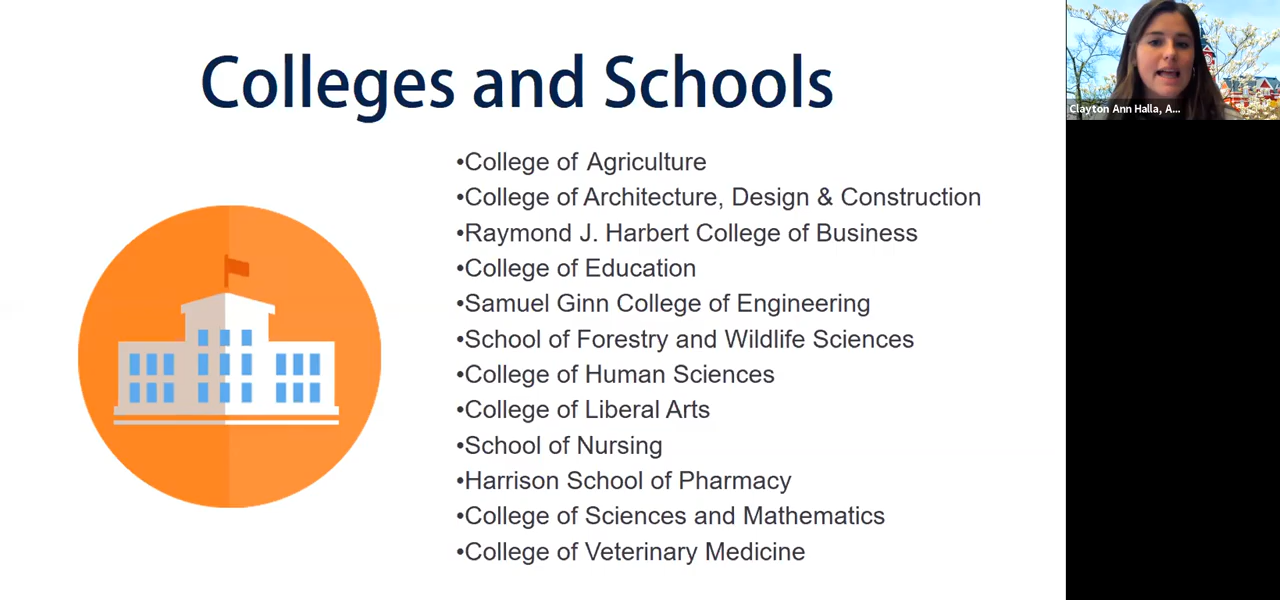 Colleges and Schools
•College of Agriculture
•College of Architecture, Design & Construction
•Raymond J. Harbert College of Business
•College of Education
•Samuel Ginn College of Engineering
•School of Forestry and Wildlife Sciences
•College of Human Sciences
•College of Liberal Arts
•School of Nursing
•Harrison School of Pharmacy
•College of Sciences and Mathematics
•College of Veterinary Medicine
Clayton Ann Halla, A...